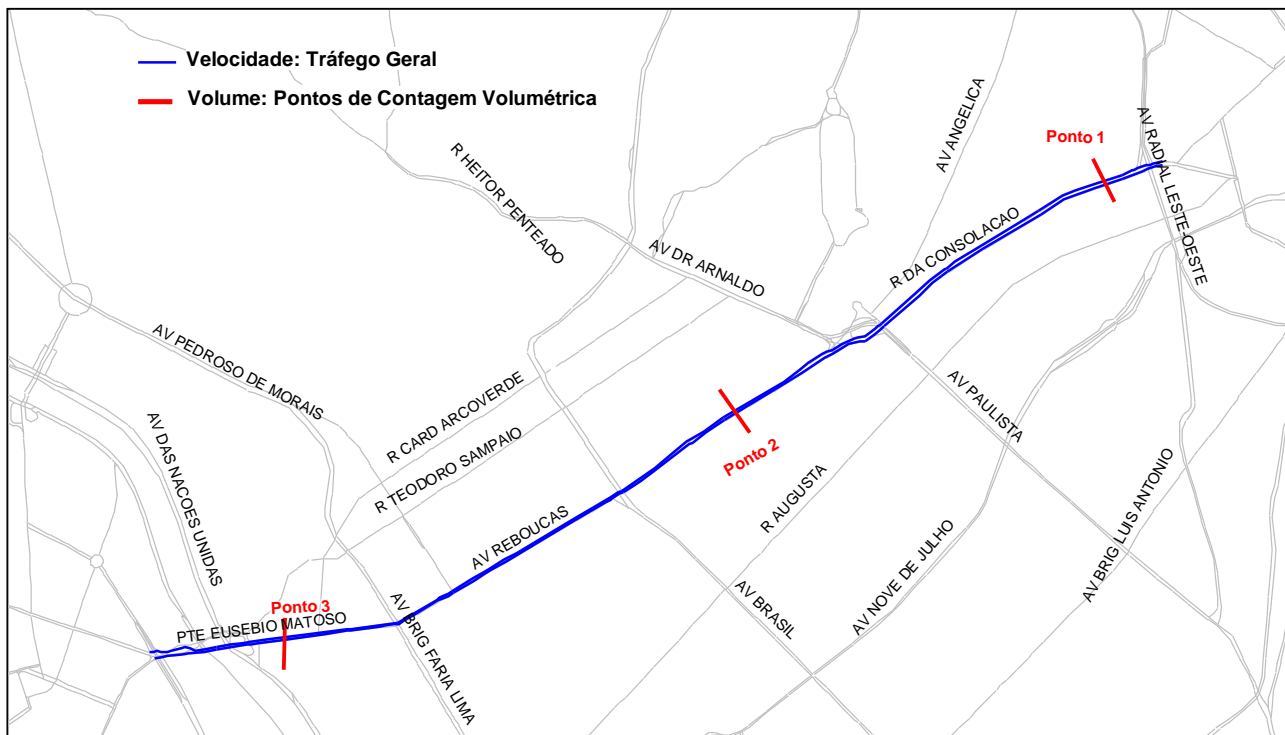 Velocidade: Tráfego Geral
Volume: Pontos de Contagem Volumétrica
Ponto 1
AV RADIAL LESTE-OESTE
AV ANGELICA
R HEITOR PENTEADO
R DA CONSOLACAO
AV DR ARNALDO
AV PEDROSO DE MORAIS
R CARD ARCOVERDE
AV PAULISTA
AV DAS NACOES UNIDAS
R TEODORO SAMPAIO
Ponto 2
R AUGUSTA
AV BRIG LUIS ANTONIO
AV REBOUCAS
AV NOVE DE JULHO
AV BRASIL
Ponto 3
PTE EUSEBIO MATOSO
AV BRIG FARIA LIMA